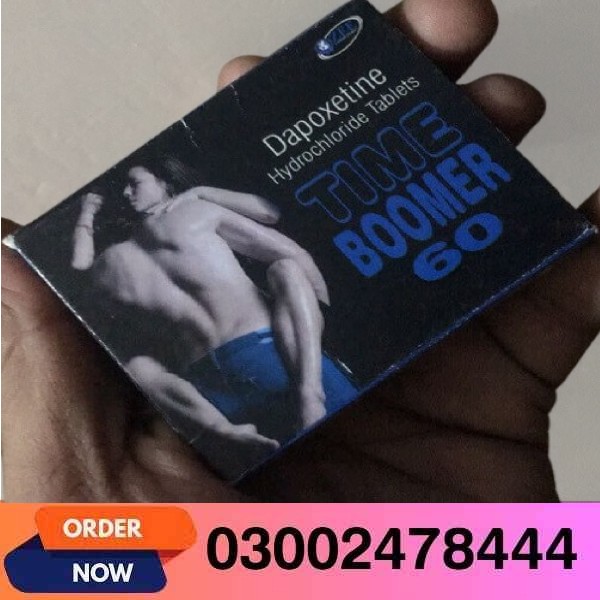 Dapoxetine
Hydrochloride Tablets
TIME
BOOMER
60
ORDER
NOW
03002478444